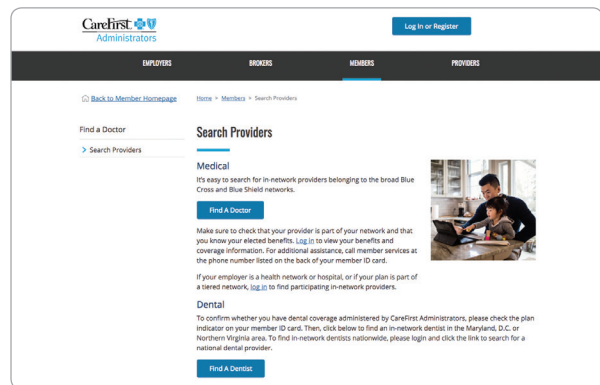 CareFirst
Administrators
Log In or Register
EMPLOYERS BROKERS MEMBERS PROVIDERS
Back to Member Homepage
Home > Members > Search Providers
Find a Doctor
> Search Providers
Search Providers
Medical
It's easy to search for in-network providers belonging to the broad Blue
Cross and Blue Shield networks.
Find A Doctor
Make sure to check that your provider is part of your network and that
you know your elected benefits. Log in to view your benefits and
coverage information. For additional assistance, call member services at
the phone number listed on the back of your member ID card.
If your employer is a health network or hospital, or if your plan is part of
a tiered network, log in to find participating in-network providers.
Dental
To confirm whether you have dental coverage administered by CareFirst Administrators, please check the plan
indicator on your member ID card. Then, click below to find an in-network dentist in the Maryland, D.C. or
Northern Virginia area. To find in-network dentists nationwide, please login and click the link to search for a
national dental provider.
Find A Dentist